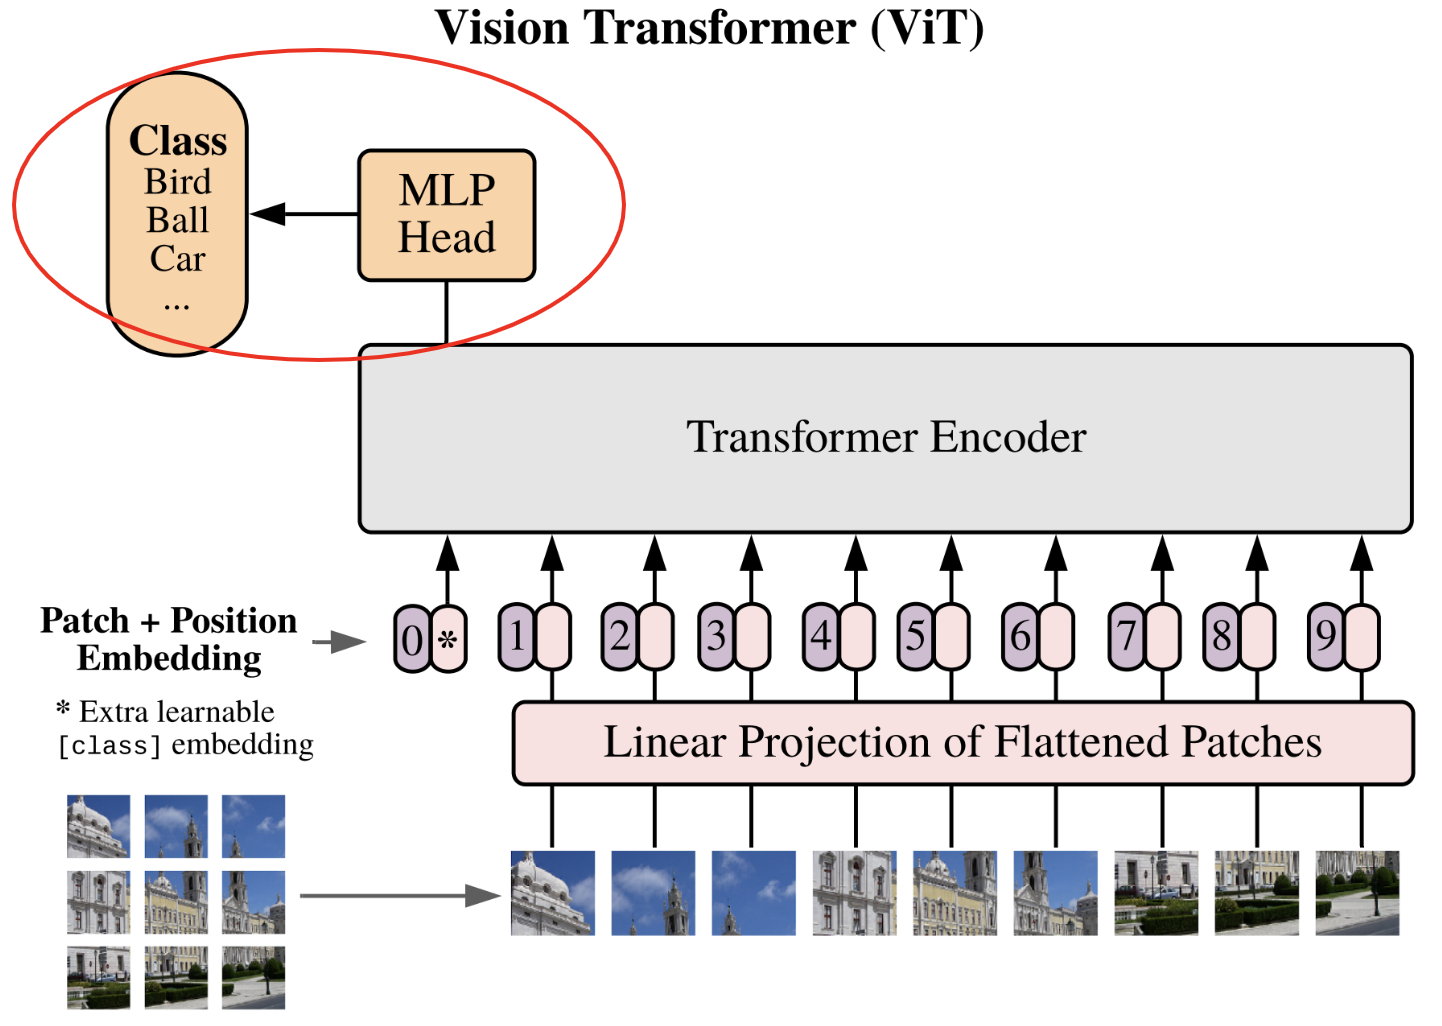 Vision Transformer (ViT)
Class
Bird
Ball
Car
...
MLP
Head
Transformer Encoder
Patch + Position
Embedding
0 * 1 2 3 4 5 6 7 8 9
* Extra learnable
[class] embedding
Linear Projection of Flattened Patches